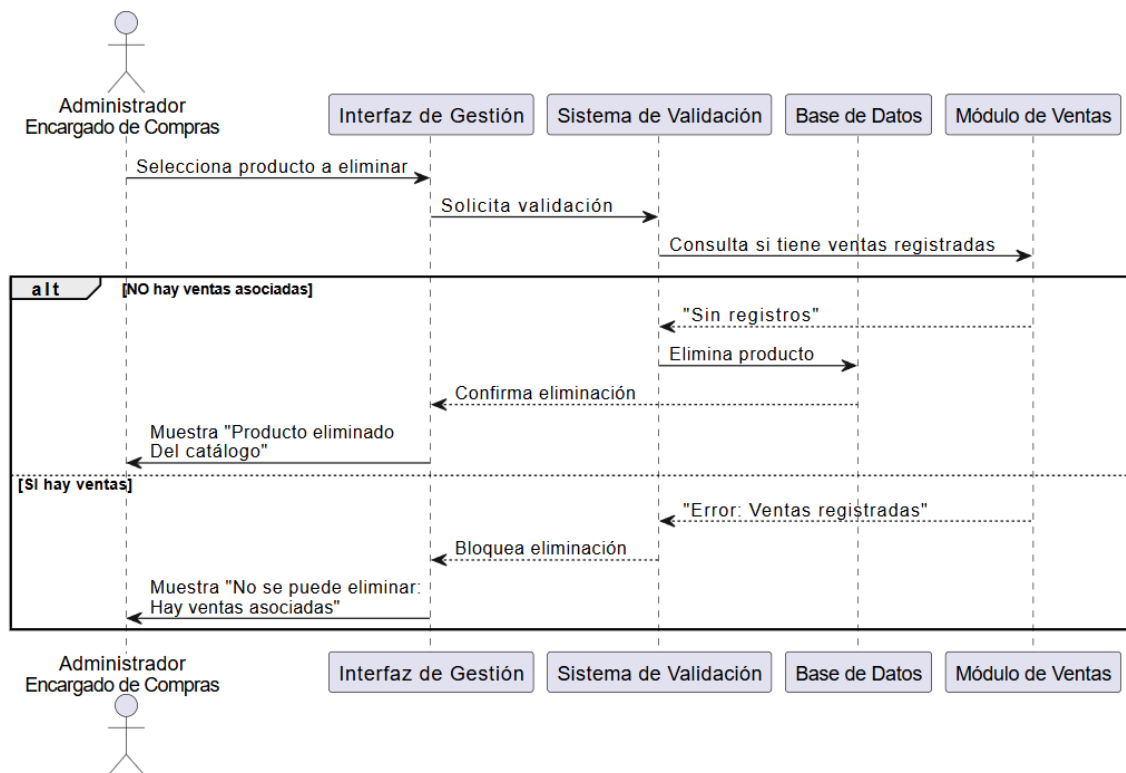 Administrador
Encargado de Compras
Interfaz de Gestión
Sistema de Validación
Base de Datos
Módulo de Ventas
Selecciona producto a eliminar
Solicita validación
Consulta si tiene ventas registradas
alt
[NO hay ventas asociadas]
"Sin registros"
Elimina producto
Confirma eliminación
Muestra "Producto eliminado
Del catálogo"
[SI hay ventas]
"Error: Ventas registradas"
Bloquea eliminación
Muestra "No se puede eliminar:
Hay ventas asociadas"
Administrador
Encargado de Compras
Interfaz de Gestión
Sistema de Validación
Base de Datos
Módulo de Ventas